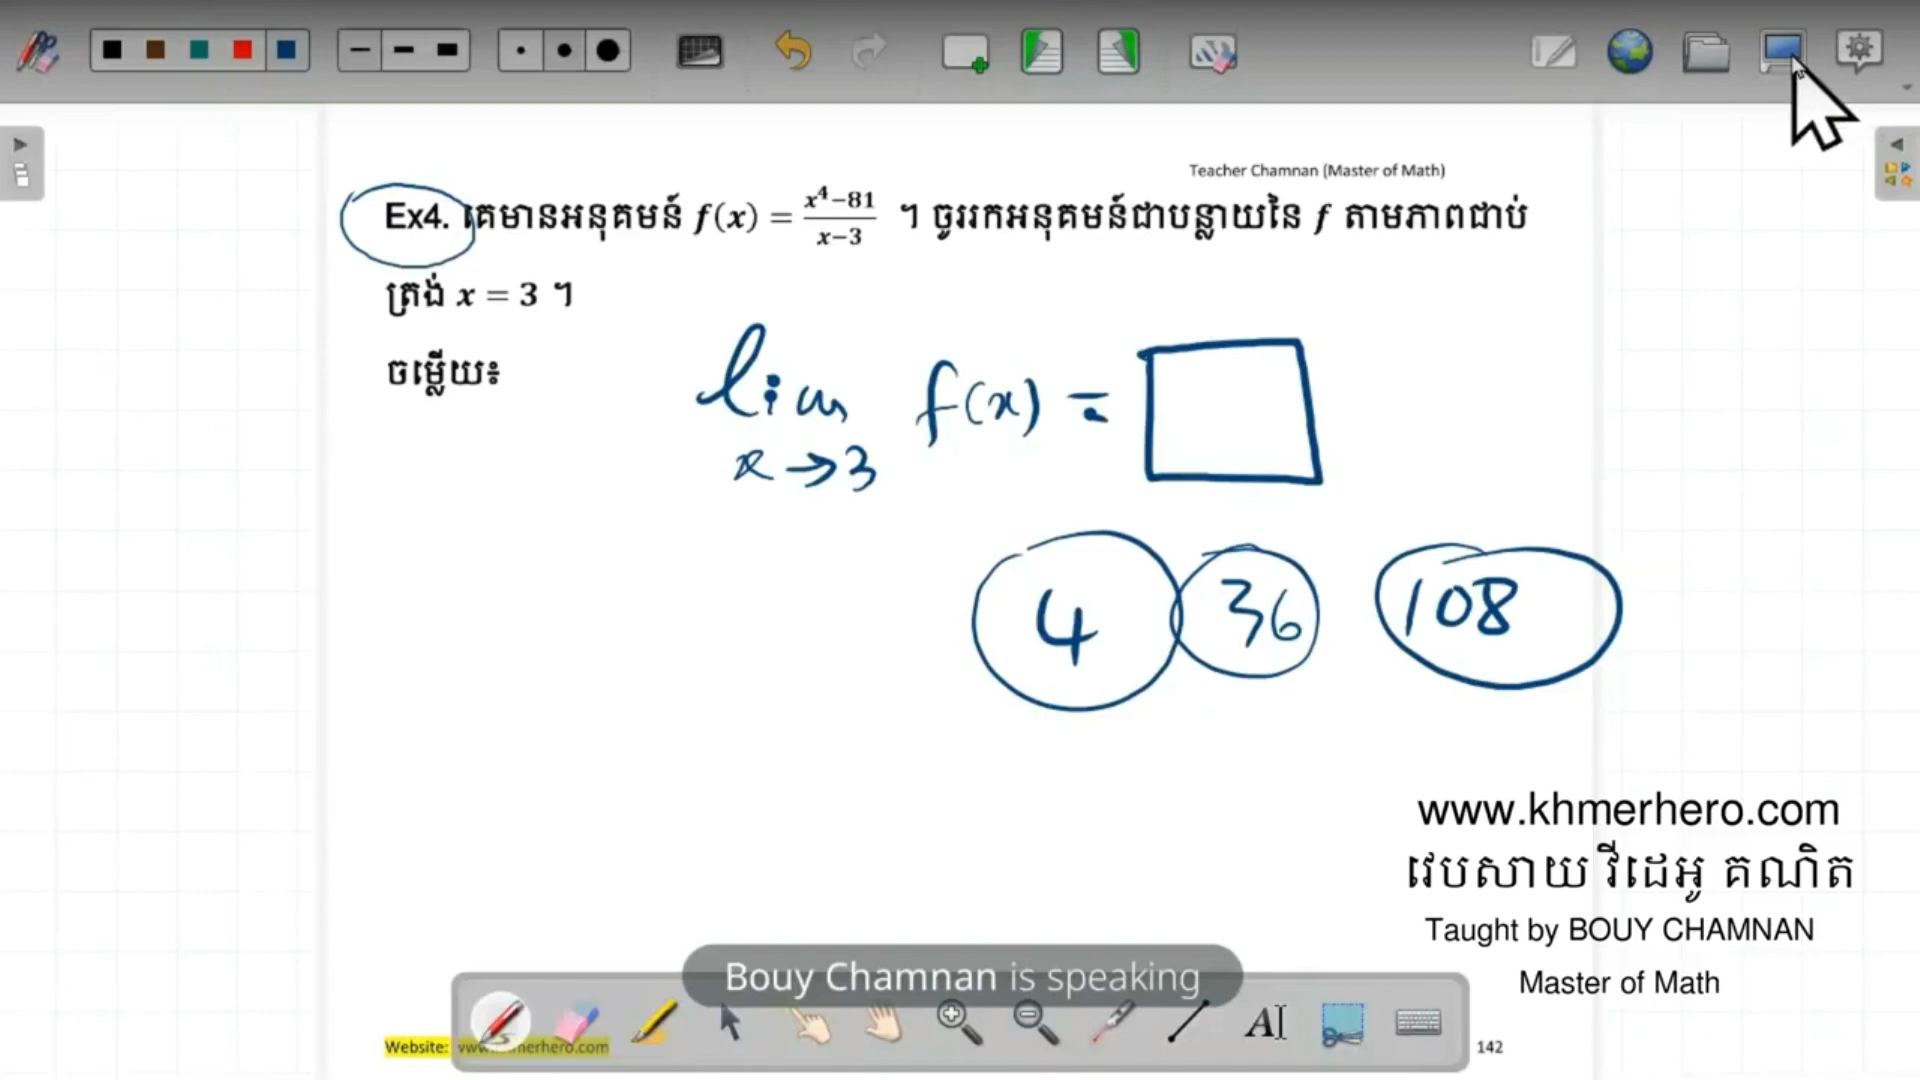 Teacher Chamnan (Master of Math)
Ex4. គេមានអនុគមន៍ f(x) = x⁴−81 / x−3 ។ ចូររកអនុគមន៍ជាបន្លាយនៃ f តាមភាពជាប់
ត្រង់ x = 3 ។
ចម្លើយ៖
lim f(x) =
x → 3
4 36 108
www.khmerhero.com
វេបសាយ វីដេអូ គណិត
Taught by BOUY CHAMNAN
Master of Math
Bouy Chamnan is speaking
AI
Website: www.khmerhero.com
142